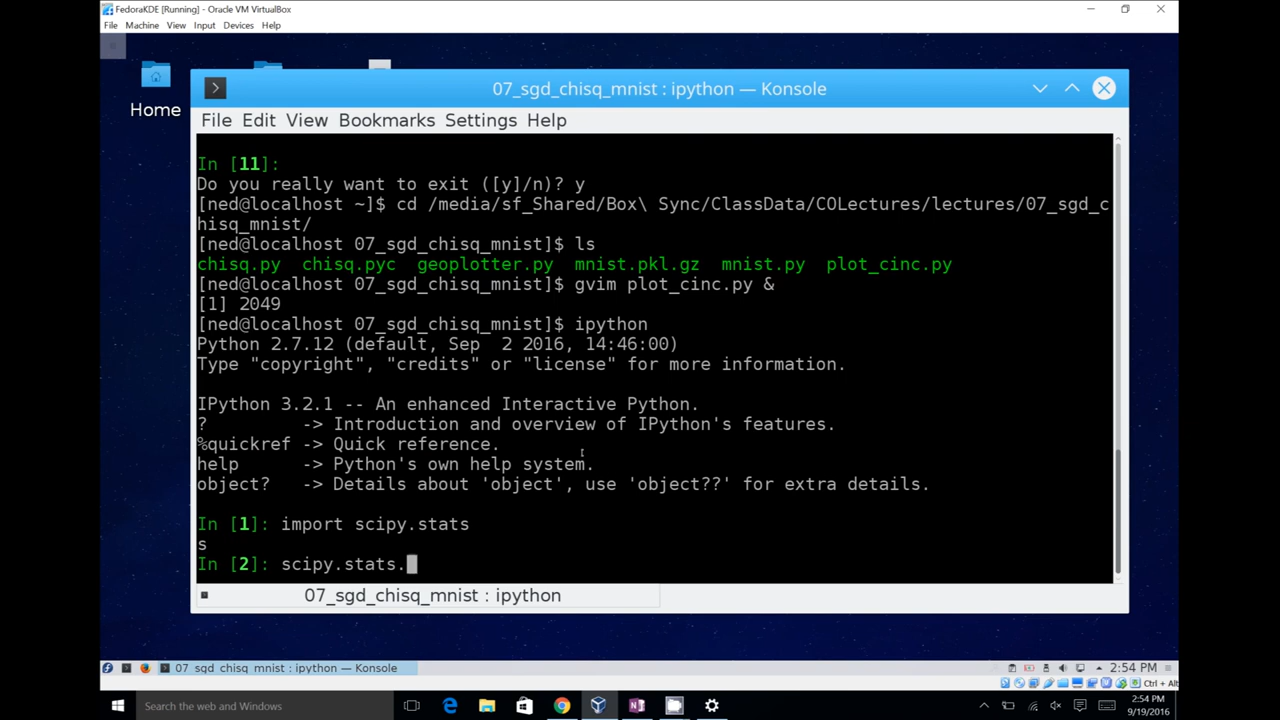 FedoraKDE [Running] - Oracle VM VirtualBox
File Machine View Input Devices Help
Home
07_sgd_chisq_mnist : ipython — Konsole
File Edit View Bookmarks Settings Help
In [11]:
Do you really want to exit ([y]/n)? y
[ned@localhost ~]$ cd /media/sf_Shared/Box\ Sync/ClassData/COLectures/lectures/07_sgd_c
hisq_mnist/
[ned@localhost 07_sgd_chisq_mnist]$ ls
chisq.py chisq.pyc geoplotter.py mnist.pkl.gz mnist.py plot_cinc.py
[ned@localhost 07_sgd_chisq_mnist]$ gvim plot_cinc.py &
[1] 2049
[ned@localhost 07_sgd_chisq_mnist]$ ipython
Python 2.7.12 (default, Sep  2 2016, 14:46:00)
Type "copyright", "credits" or "license" for more information.
IPython 3.2.1 -- An enhanced Interactive Python.
? -> Introduction and overview of IPython's features.
%quickref -> Quick reference.
help -> Python's own help system.
object? -> Details about 'object', use 'object??' for extra details.
In [1]: import scipy.stats
s
In [2]: scipy.stats.
07_sgd_chisq_mnist : ipython
07_sgd_chisq_mnist : ipython — Konsole
2:54 PM
Ctrl + Alt
Search the web and Windows
2:54 PM
9/19/2016